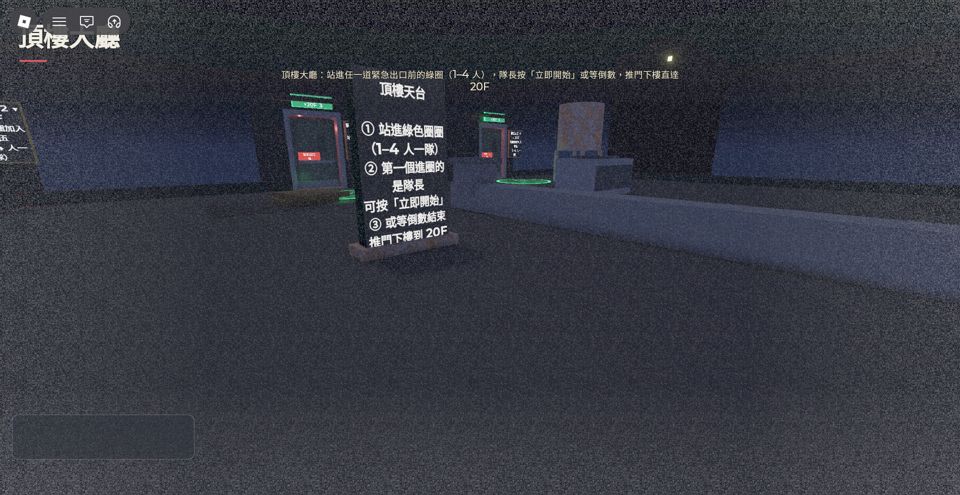 頂樓大廳
頂樓大廳：站進任一道緊急出口前的綠圈（1–4 人），隊長按「立即開始」或等倒數，推門下樓直達
20F
頂樓天台
① 站進綠色圈圈
（1–4 人一隊）
② 第一個進圈的
是隊長
可按「立即開始」
③ 或等倒數結束
推門下樓到 20F
加入
人一